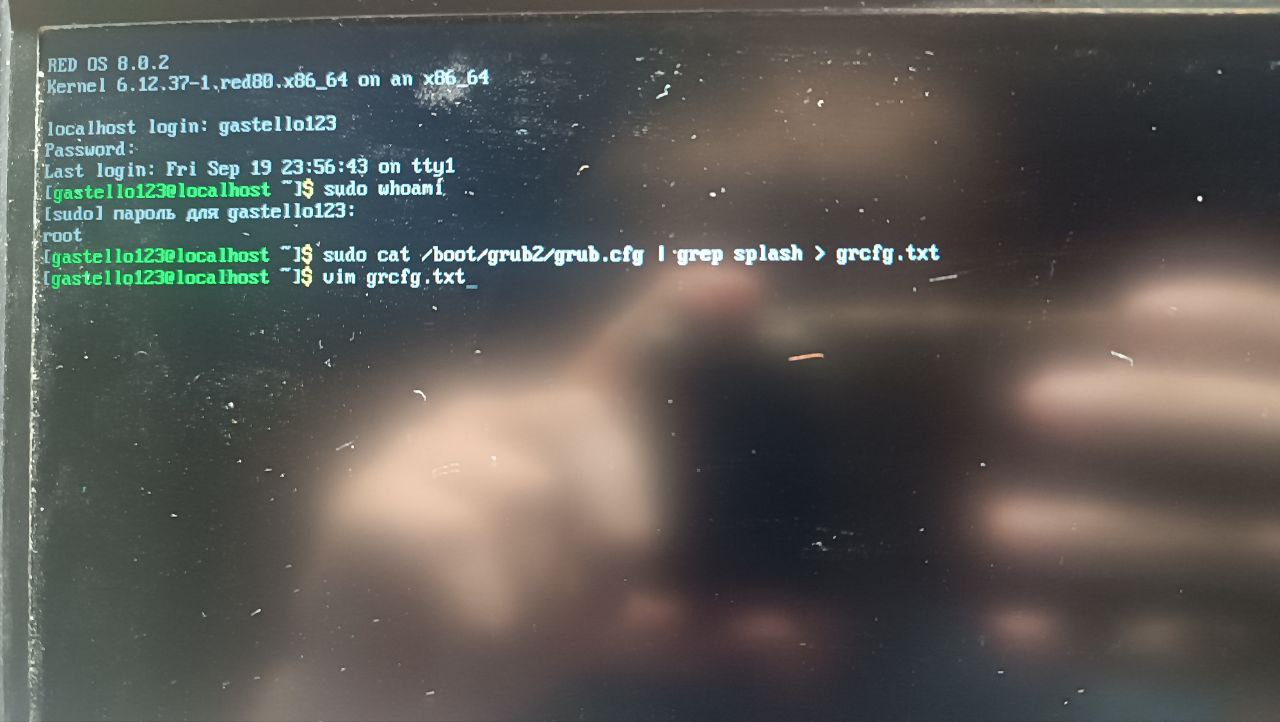 RED OS 8.0.2
Kernel 6.12.37-1.red80.x86_64 on an x86_64
localhost login: gastello123
Password:
Last login: Fri Sep 19 23:56:43 on tty1
[gastello123@localhost ~]$ sudo whoami
[sudo] пароль для gastello123:
root
[gastello123@localhost ~]$ sudo cat /boot/grub2/grub.cfg | grep splash > grcfg.txt
[gastello123@localhost ~]$ vim grcfg.txt_